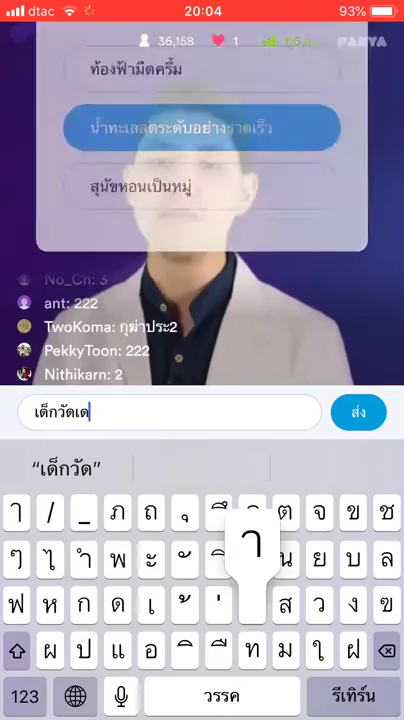 dtac 20:04 93%
36,158 1 PANYA
ท้องฟ้ามืดครึ้ม
น้ำทะเลลดระดับอย่างรวดเร็ว
สุนัขหอนเป็นหมู่
No_Ch: 3
ant: 222
TwoKoma: กุฆ่าประ2
PekkyToon: 222
Nithikarn: 2
เด็กวัดเด
ส่ง
“เด็กวัด”
า / _ ภ ถ ุ ึ ต จ ข ช
ๆ ไ ำ พ ะ ั น ย บ ล
ฟ ห ก ด เ ้ ่ า ส ว ง ฃ
ผ ป แ อ ิ ื ท ม ใ ฝ
123 วรรค รีเทิร์น